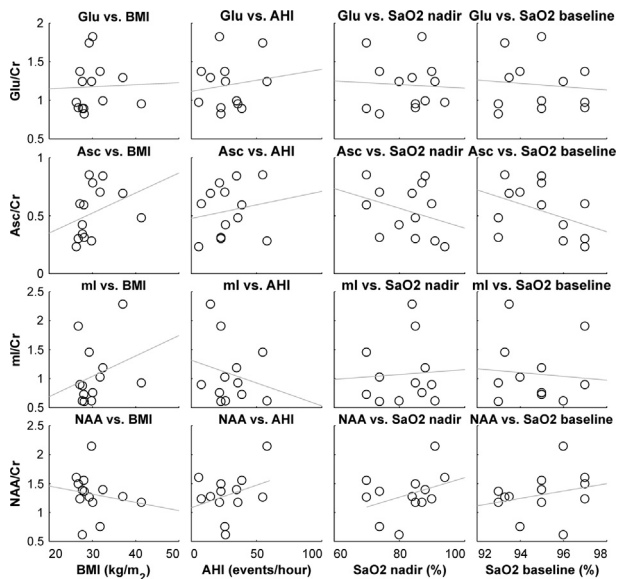 Glu vs. BMI Glu vs. AHI Glu vs. SaO2 nadir Glu vs. SaO2 baseline
2.5
2
1.5
1
0.5
Glu/Cr
Asc vs. BMI Asc vs. AHI Asc vs. SaO2 nadir Asc vs. SaO2 baseline
1
0.5
0
Asc/Cr
mI vs. BMI mI vs. AHI mI vs. SaO2 nadir mI vs. SaO2 baseline
2.5
2
1.5
1
0.5
mI/Cr
NAA vs. BMI NAA vs. AHI NAA vs. SaO2 nadir NAA vs. SaO2 baseline
2.5
2
1.5
1
0.5
NAA/Cr
20 30 40 50 0 50 100 60 80 100 92 94 96 98
BMI (kg/m2) AHI (events/hour) SaO2 nadir (%) SaO2 baseline (%)